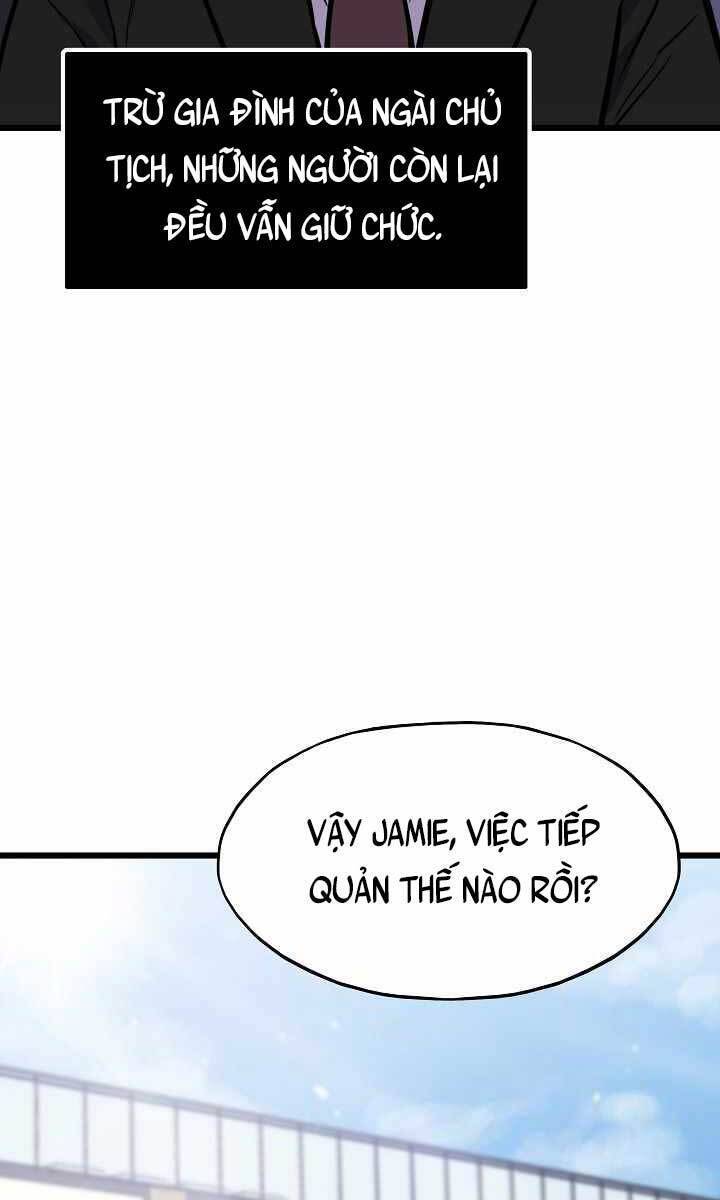 TRỪ GIA ĐÌNH CỦA NGÀI CHỦ
TỊCH, NHỮNG NGƯỜI CÒN LẠI
ĐỀU VẪN GIỮ CHỨC.
VẬY JAMIE, VIỆC TIẾP
QUẢN THẾ NÀO RỒI?